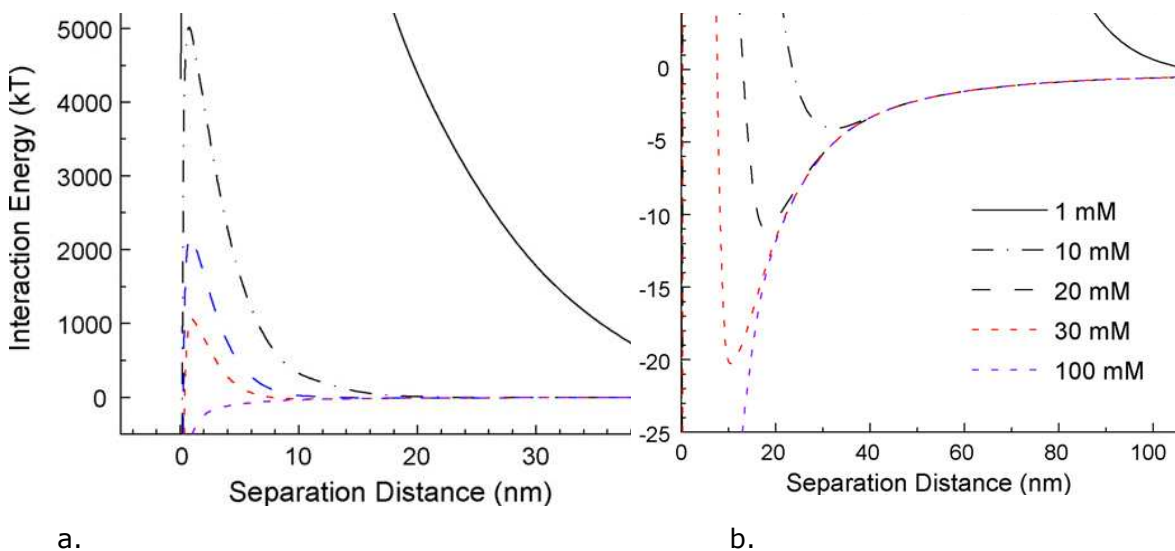 Interaction Energy (kT)
5000
4000
3000
2000
1000
0
0 10 20 30
Separation Distance (nm)
a.
0
-5
-10
-15
-20
-25
0 20 40 60 80 100
Separation Distance (nm)
1 mM
10 mM
20 mM
30 mM
100 mM
b.